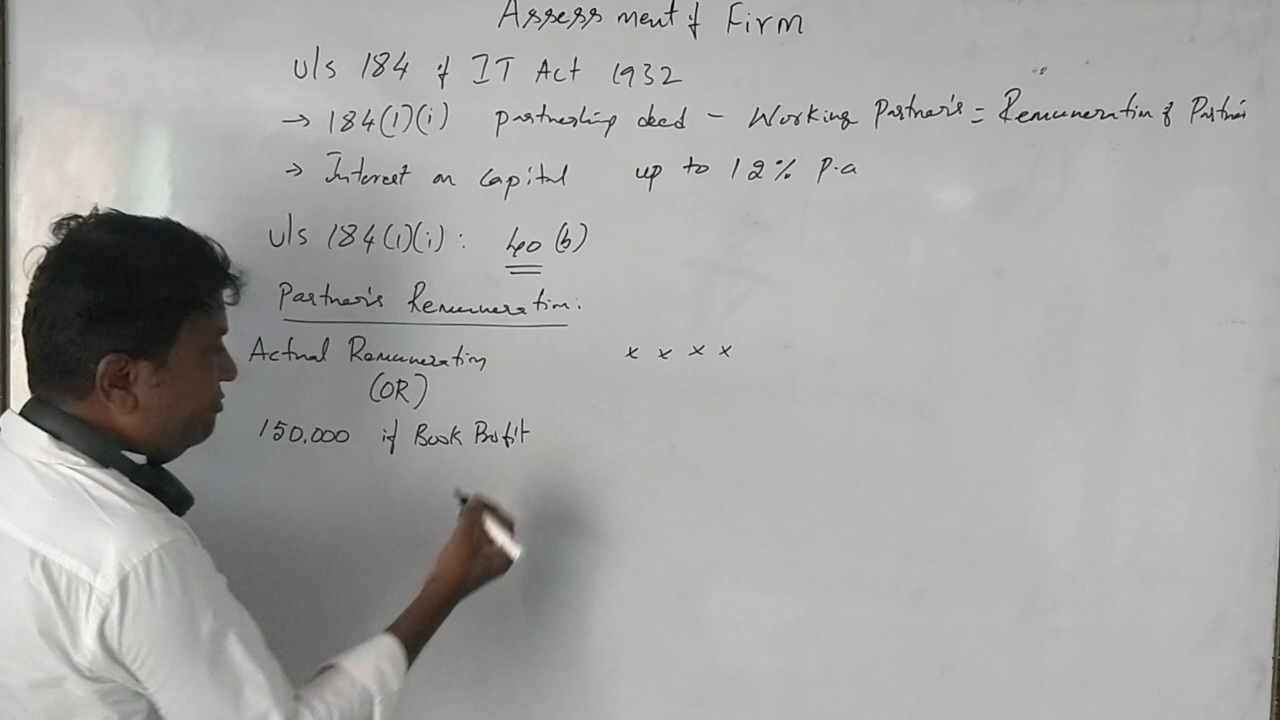 Assessment of Firm
u/s 184 of IT Act 1932
→ 184(1)(i) partnership deed - Working Partner's = Remuneration of Partner's
→ Interest on capital up to 12% p.a
u/s 184(1)(i): 40(b)
Partner's Remuneration:
Actual Remuneration x x x x
(OR)
150,000 if Book Profit